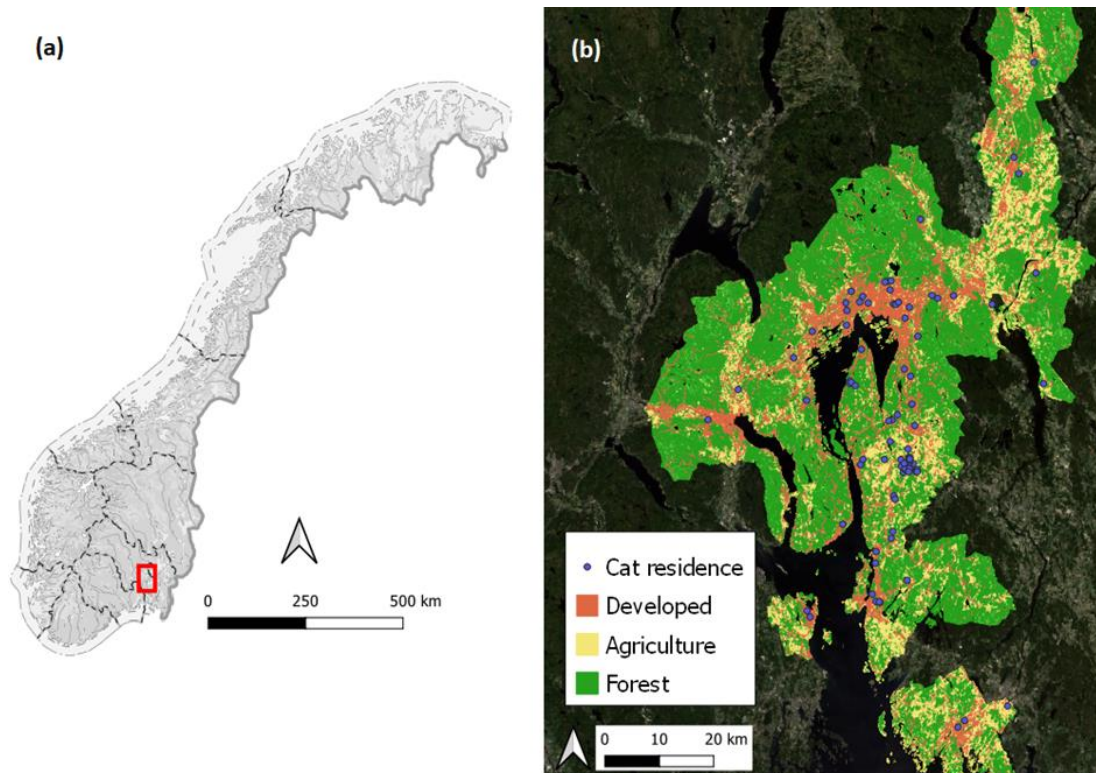 (a)
0 250 500 km
(b)
Cat residence
Developed
Agriculture
Forest
0 10 20 km